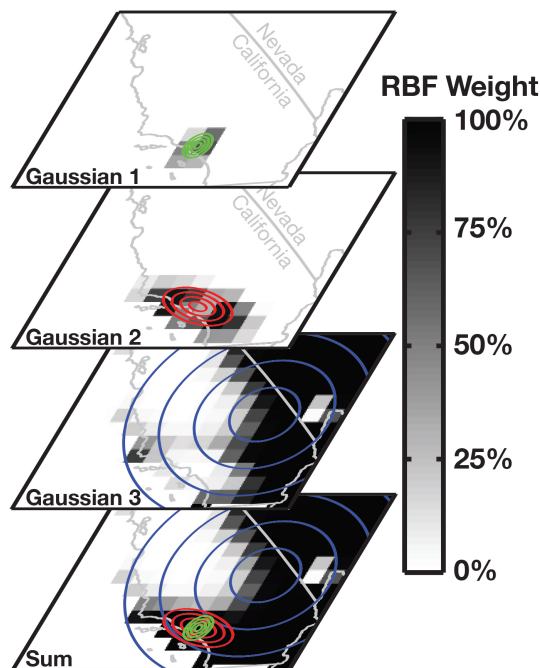 Nevada
California
Gaussian 1
Nevada
California
Gaussian 2
Gaussian 3
Sum
RBF Weight
100%
75%
50%
25%
0%